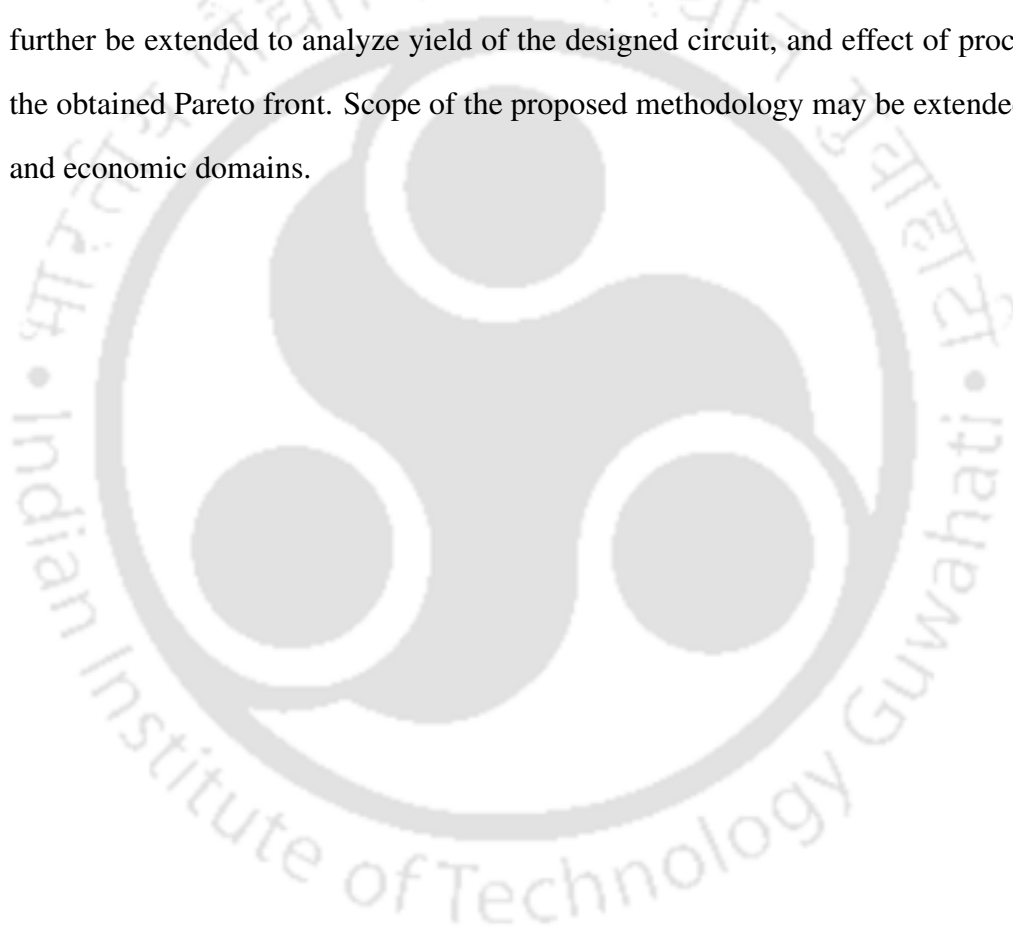 further be extended to analyze yield of the designed circuit, and effect of proc
the obtained Pareto front. Scope of the proposed methodology may be extended
and economic domains.
• Indian Institute of Technology Guwahati •